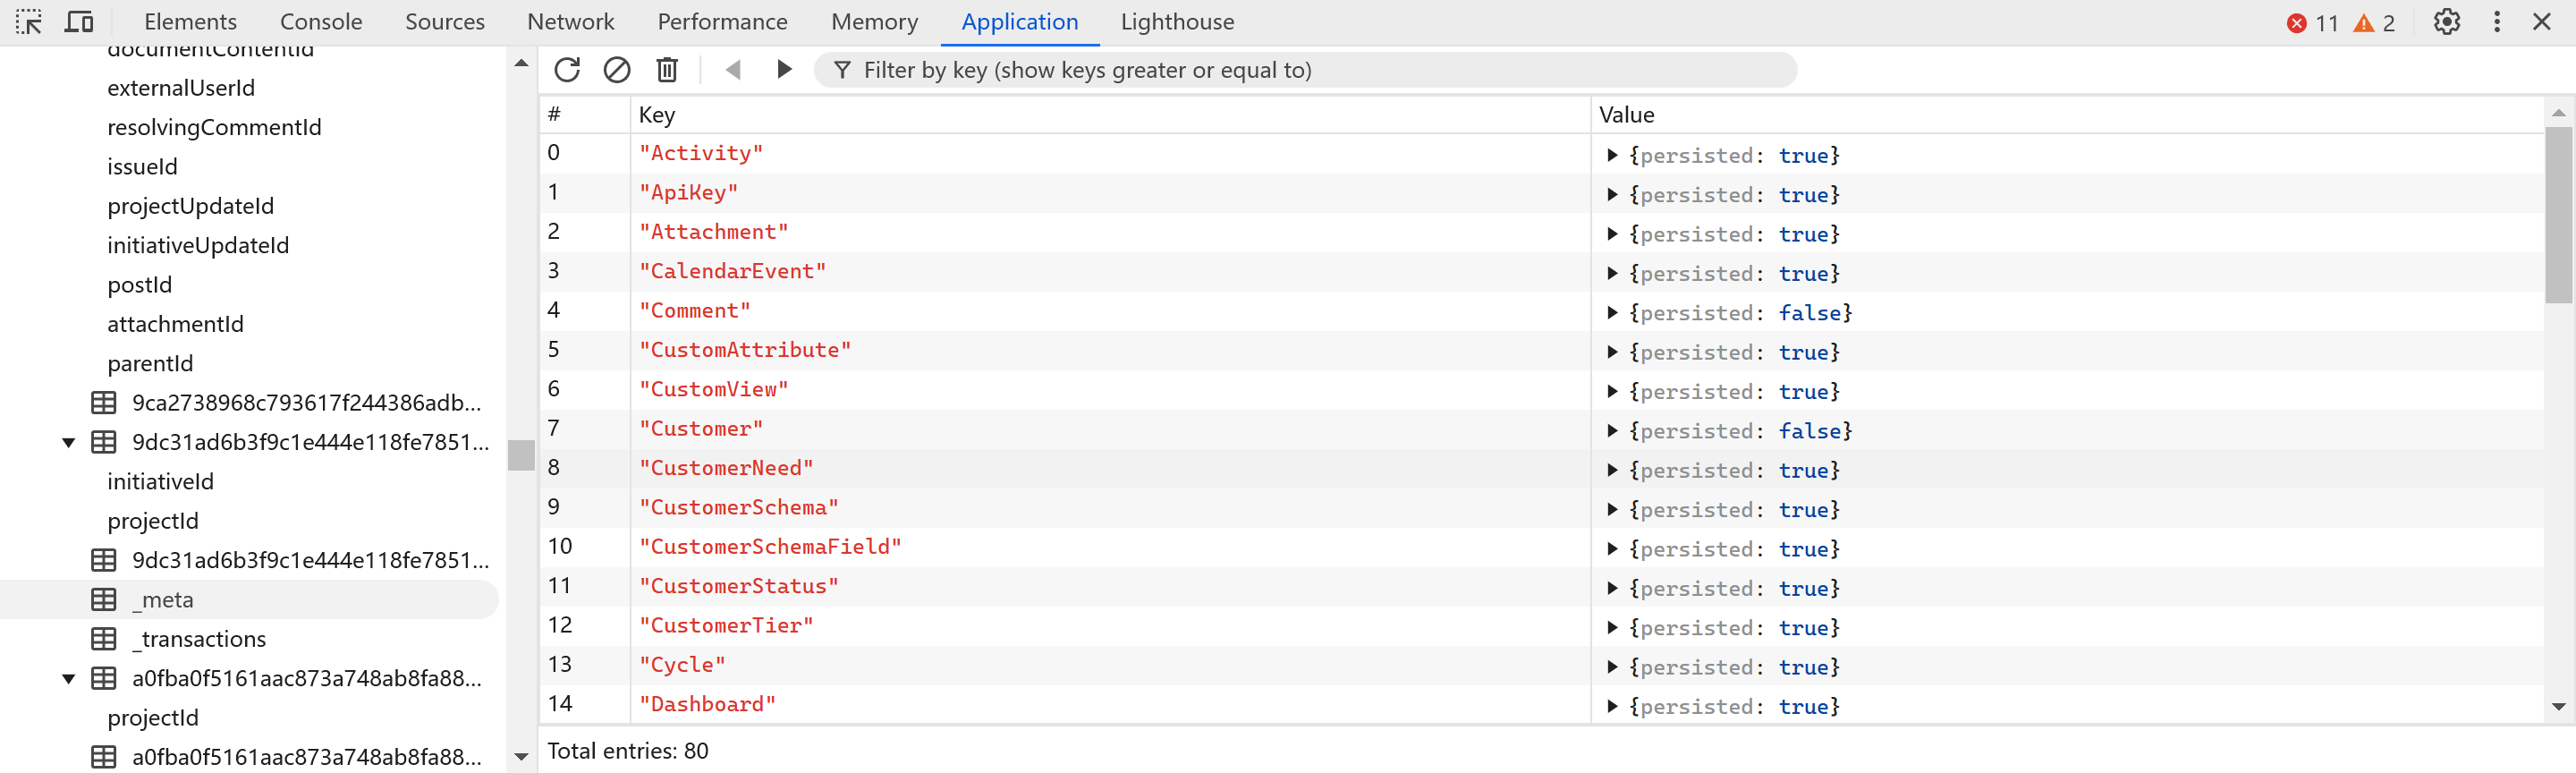 Elements Console Sources Network Performance Memory Application Lighthouse 11 2
documentContentId
externalUserId
resolvingCommentId
issueId
projectUpdateId
initiativeUpdateId
postId
attachmentId
parentId
9ca2738968c793617f244386adb...
9dc31ad6b3f9c1e444e118fe7851...
initiativeId
projectId
9dc31ad6b3f9c1e444e118fe7851...
_meta
_transactions
a0fba0f5161aac873a748ab8fa88...
projectId
a0fba0f5161aac873a748ab8fa88...
Filter by key (show keys greater or equal to)
# Key Value
0 "Activity" {persisted: true}
1 "ApiKey" {persisted: true}
2 "Attachment" {persisted: true}
3 "CalendarEvent" {persisted: true}
4 "Comment" {persisted: false}
5 "CustomAttribute" {persisted: true}
6 "CustomView" {persisted: true}
7 "Customer" {persisted: false}
8 "CustomerNeed" {persisted: true}
9 "CustomerSchema" {persisted: true}
10 "CustomerSchemaField" {persisted: true}
11 "CustomerStatus" {persisted: true}
12 "CustomerTier" {persisted: true}
13 "Cycle" {persisted: true}
14 "Dashboard" {persisted: true}
Total entries: 80